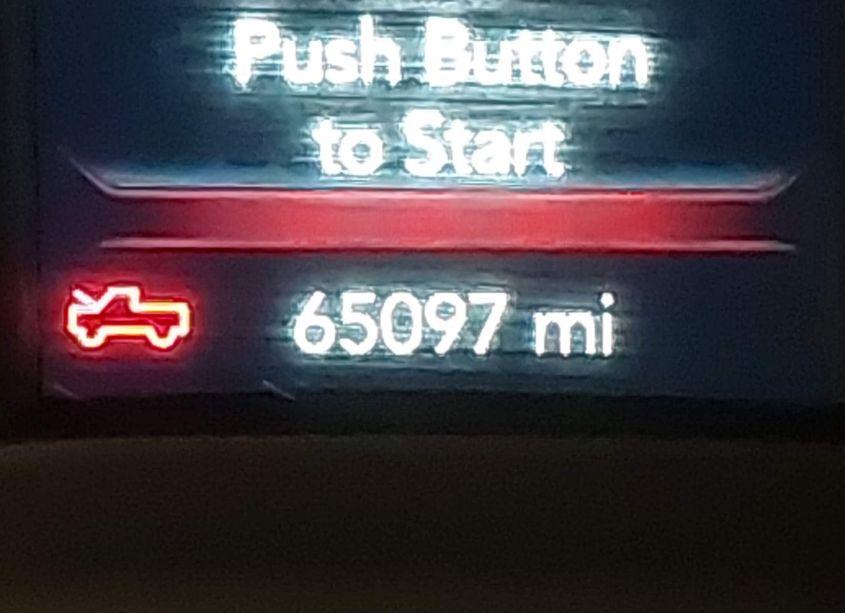 Push Button
to Start
65097 mi